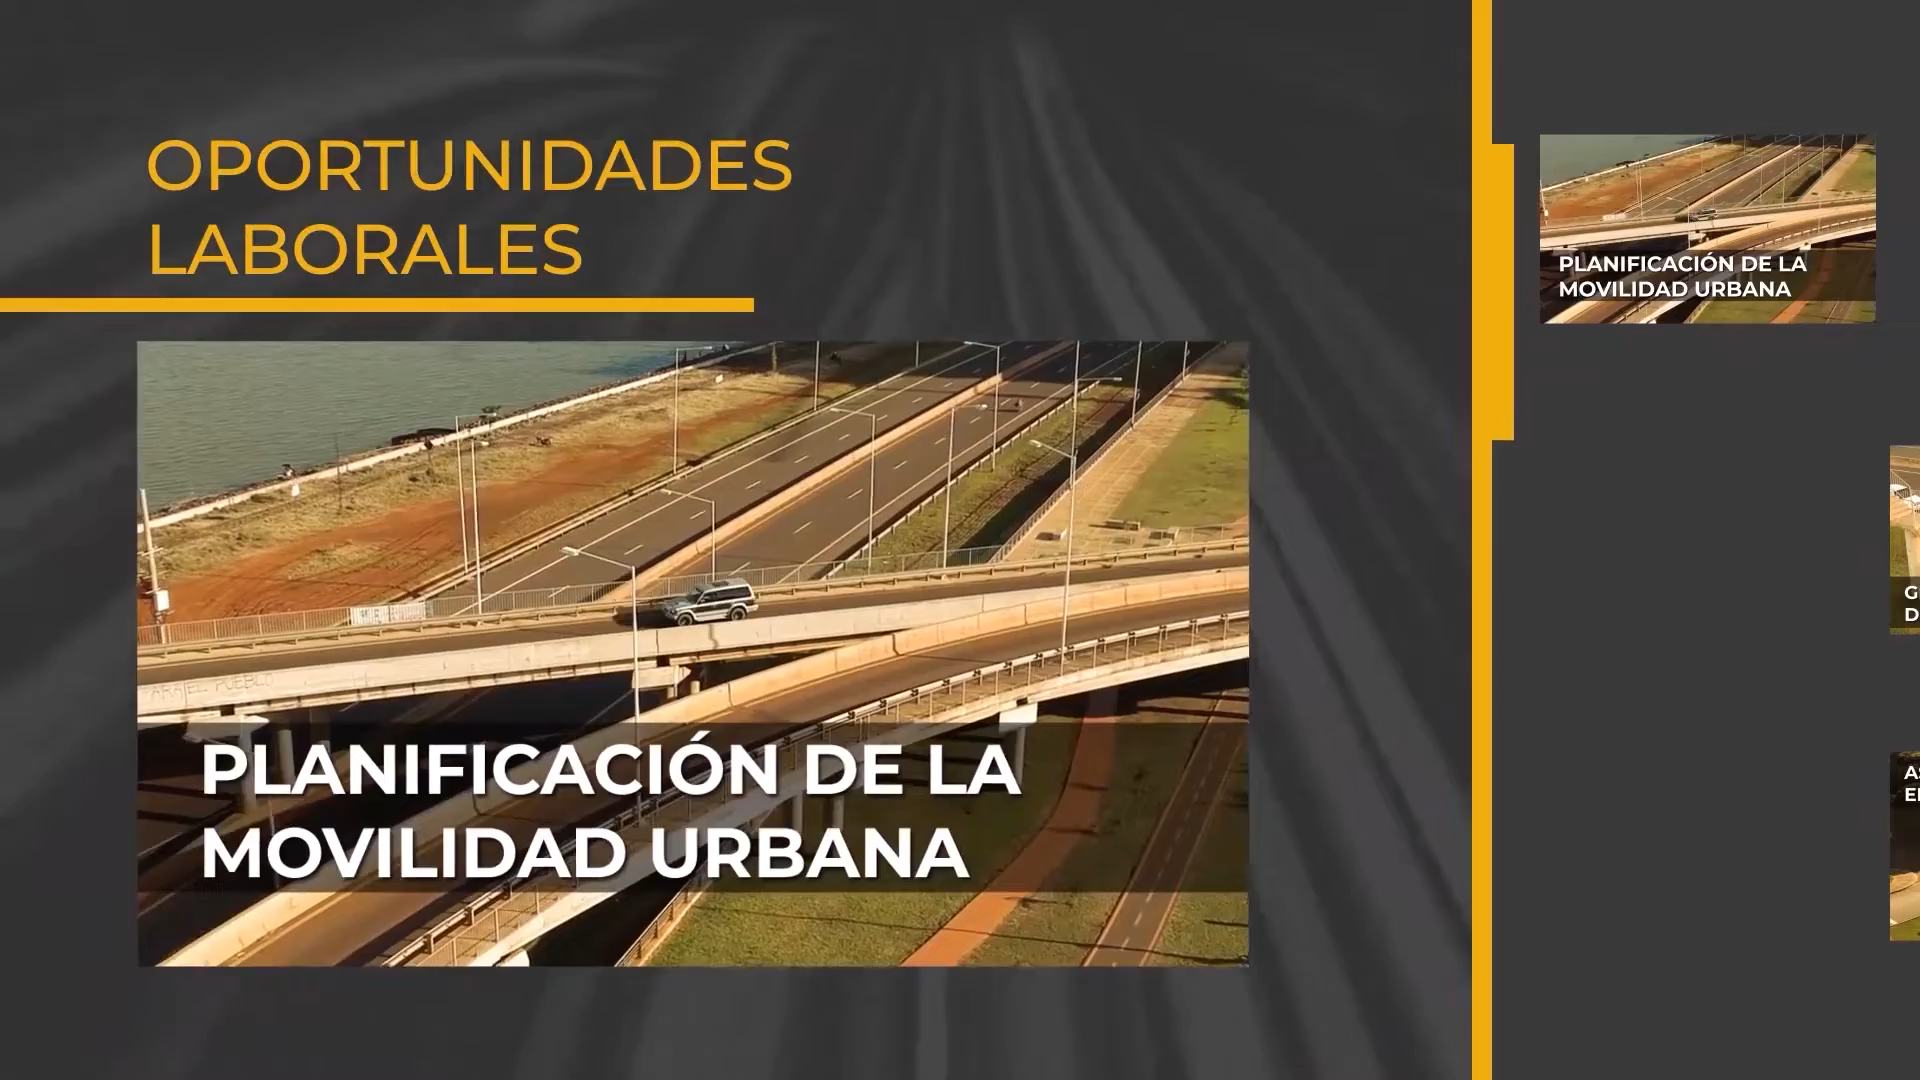 OPORTUNIDADES
LABORALES
PLANIFICACIÓN DE LA
MOVILIDAD URBANA
PLANIFICACIÓN DE LA
MOVILIDAD URBANA